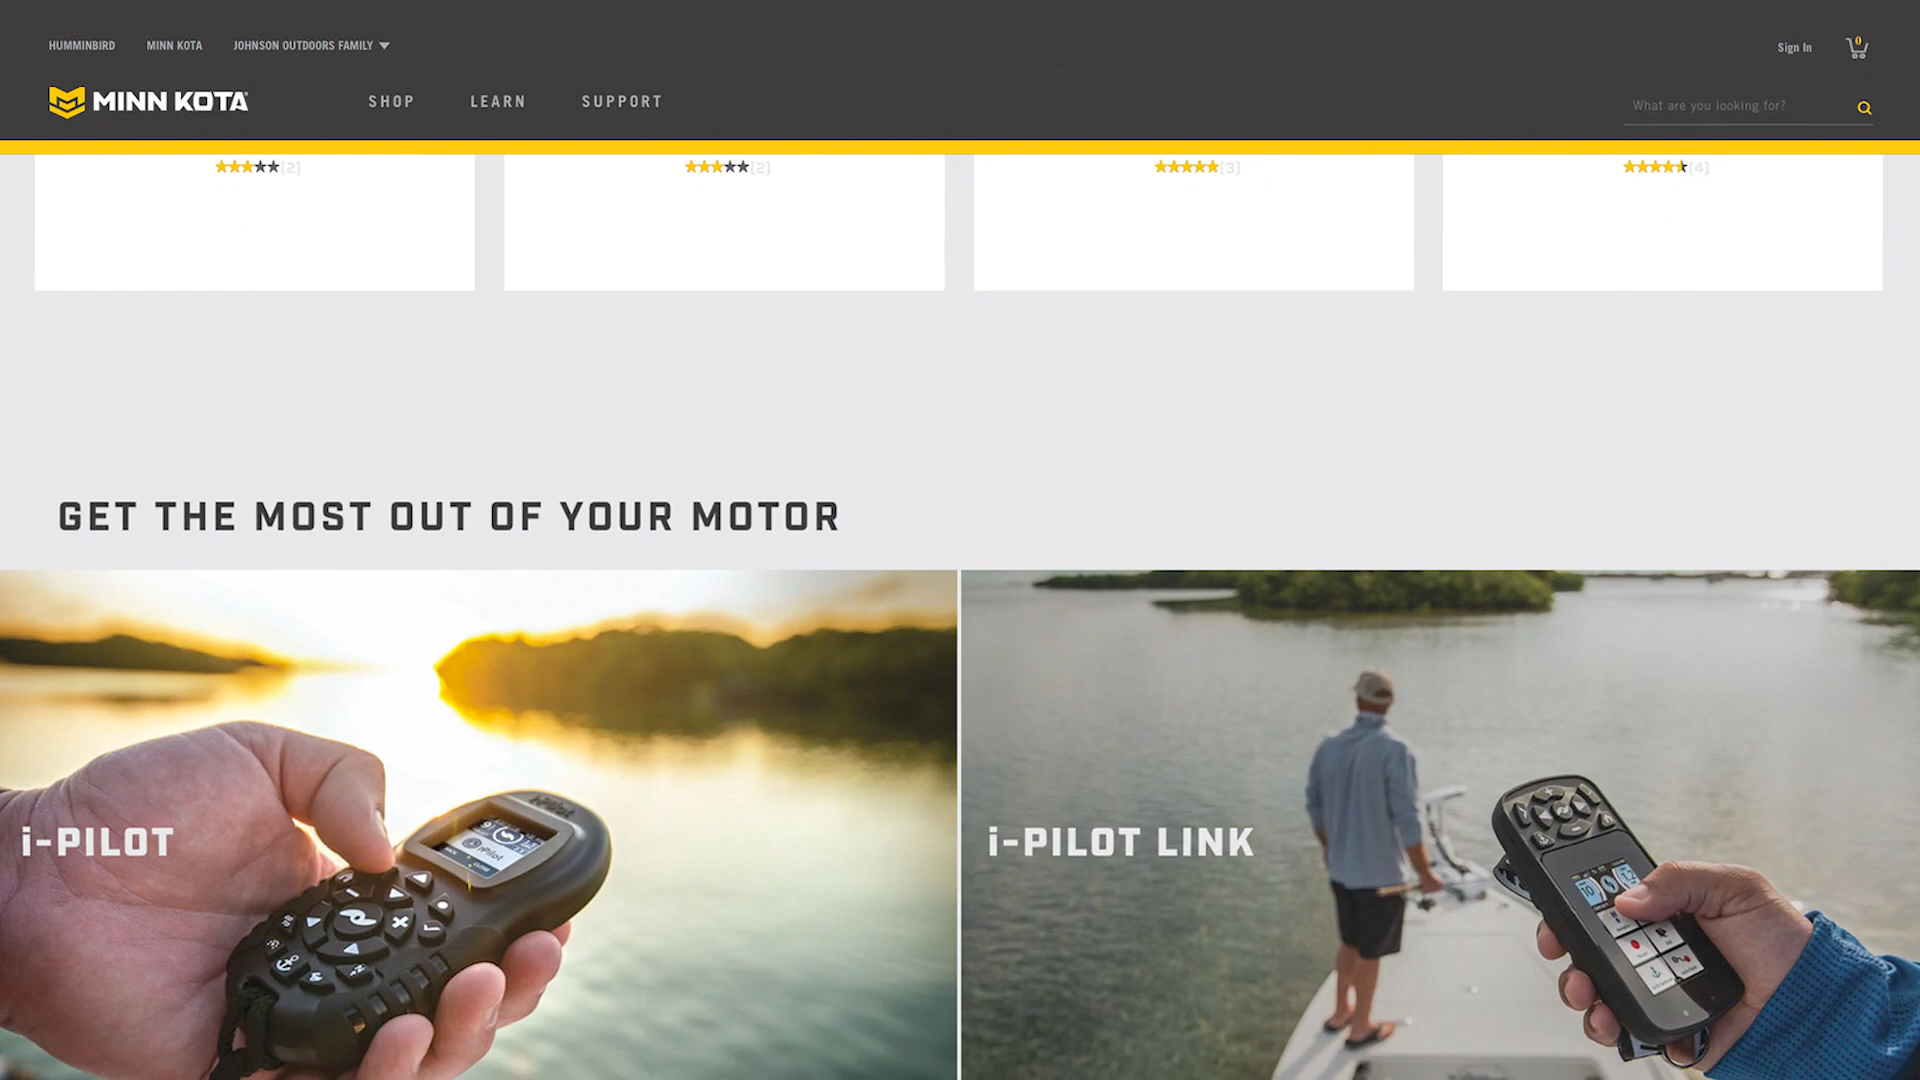 HUMMINBIRD MINN KOTA JOHNSON OUTDOORS FAMILY
Sign In
0
MINN KOTA
SHOP LEARN SUPPORT
What are you looking for?
(2) (2) (3) (4)
GET THE MOST OUT OF YOUR MOTOR
i-PILOT
i-PILOT LINK